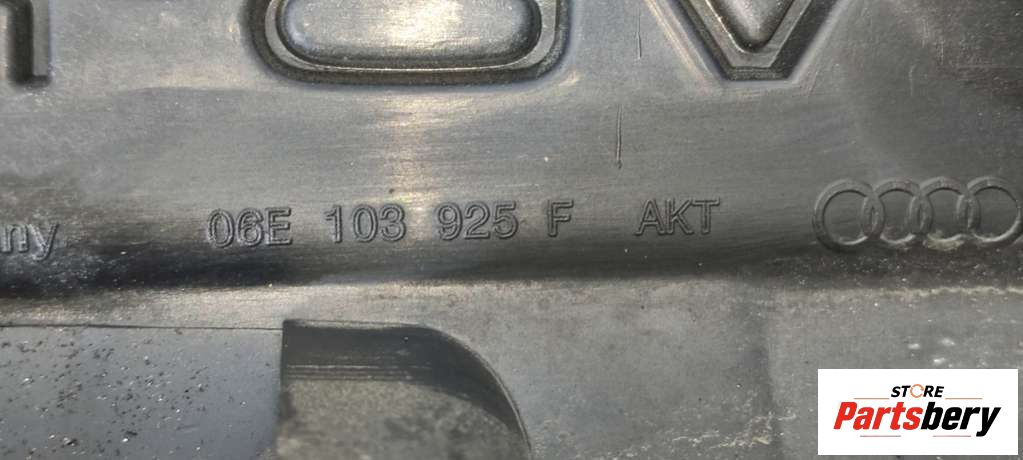 06E 103 925 F AKT
STORE
Partsbery